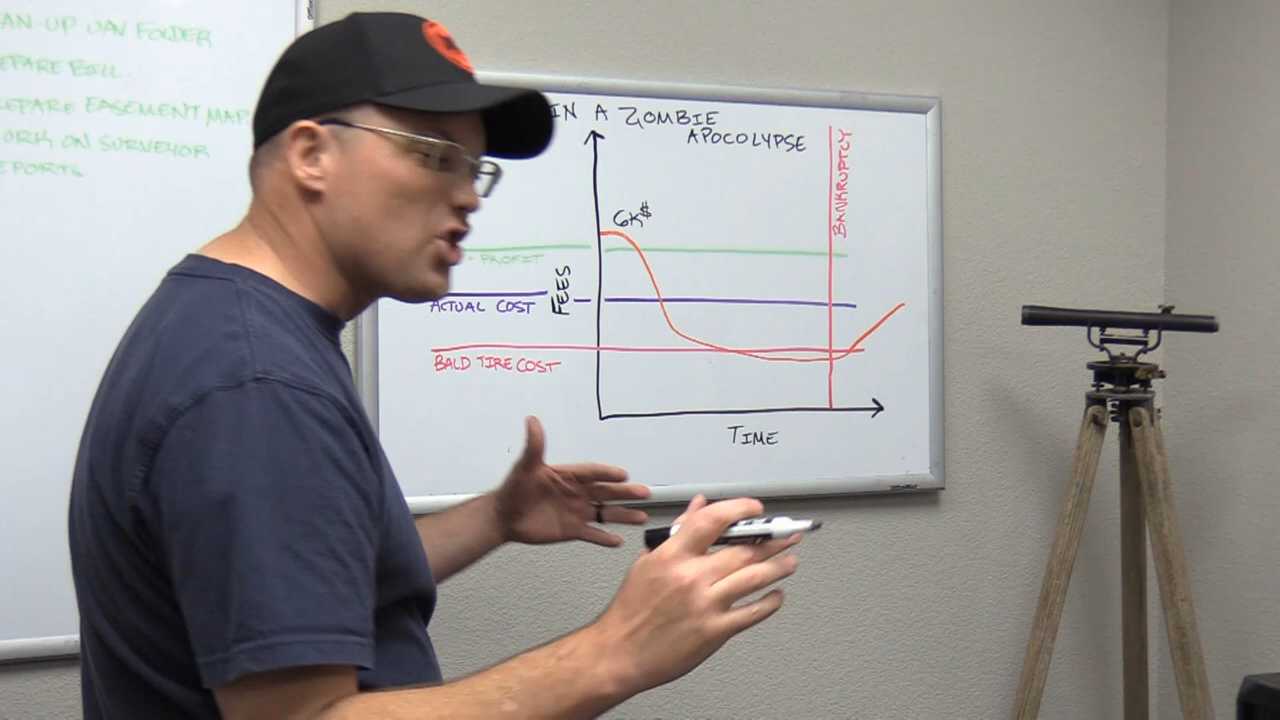 AN-UP UAV FOLDER
EPARE BILL
EPARE EASEMENT MAP
ORK ON SURVEYOR
EPORTS
IN A ZOMBIE
APOCOLYPSE
BANKRUPTCY
6K$
PROFIT
FEES
ACTUAL COST
BALD TIRE COST
TIME